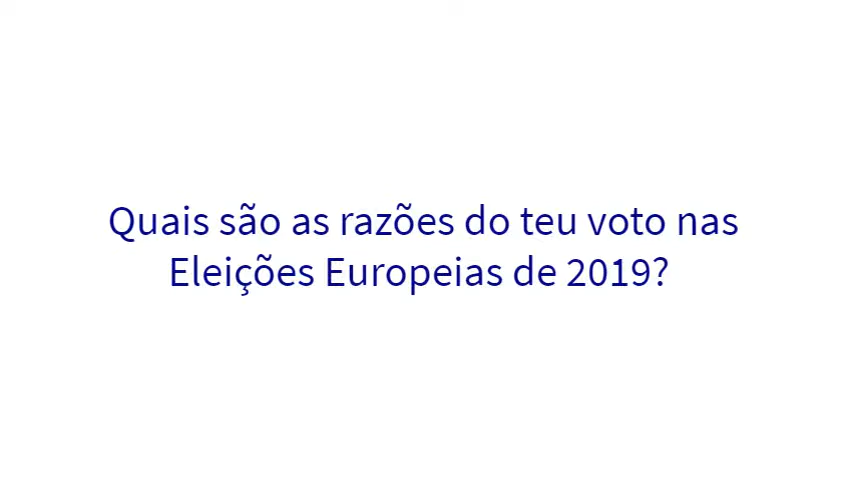 Quais são as razões do teu voto nas
Eleições Europeias de 2019?